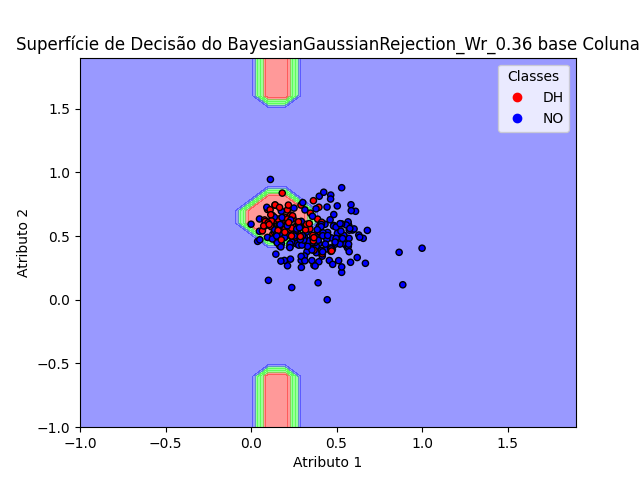 Superfície de Decisão do BayesianGaussianRejection_Wr_0.36 base Coluna
Classes
DH
NO
1.5
1.0
0.5
0.0
−0.5
−1.0
Atributo 2
−1.0 −0.5 0.0 0.5 1.0 1.5
Atributo 1